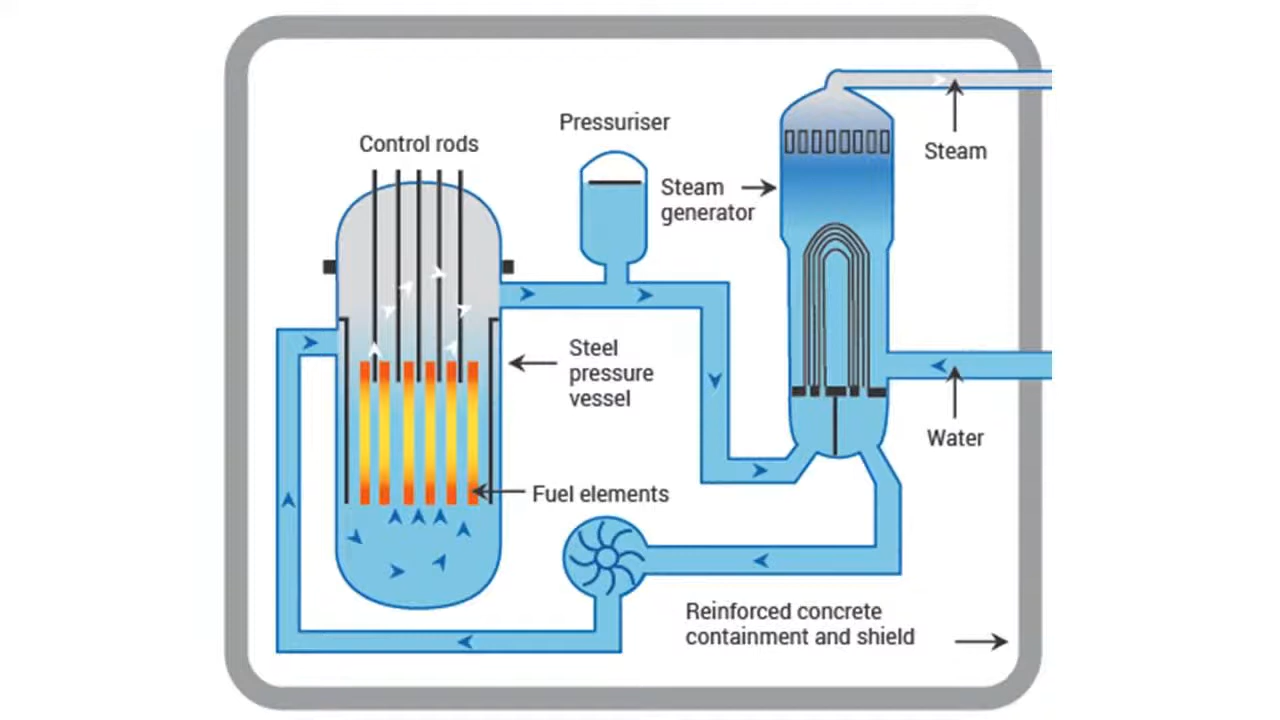 Control rods
Pressuriser
Steam
generator
Steam
Steel
pressure
vessel
Water
Fuel elements
Reinforced concrete
containment and shield